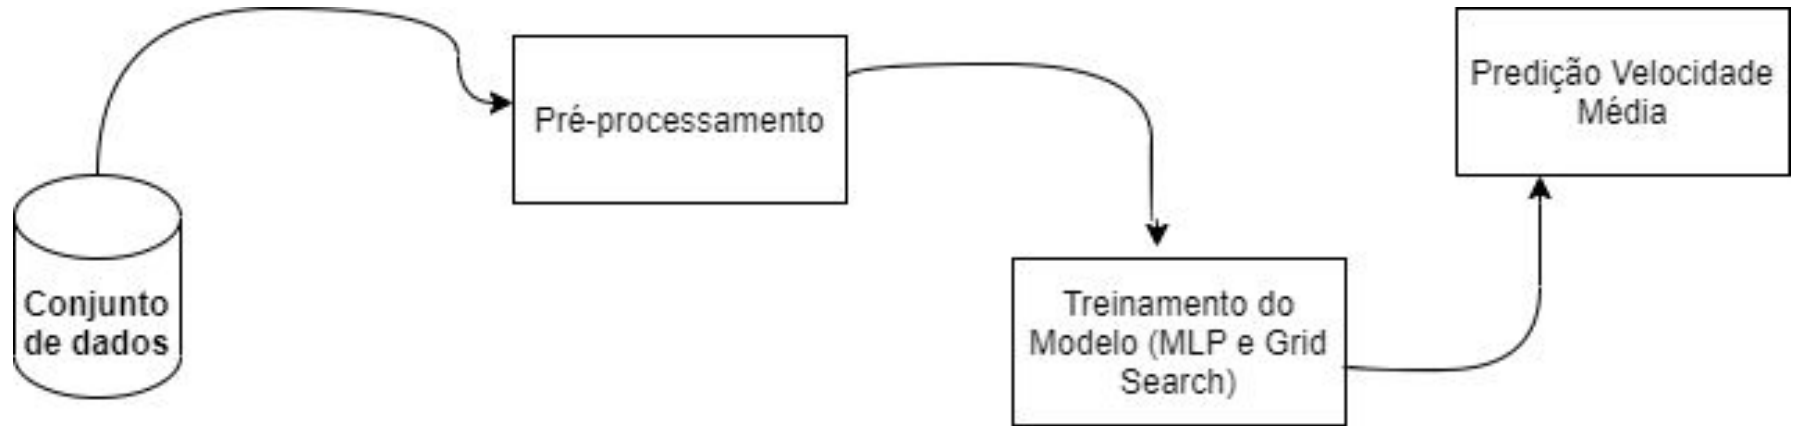 Conjunto
de dados
Pré-processamento
Treinamento do
Modelo (MLP e Grid
Search)
Predição Velocidade
Média